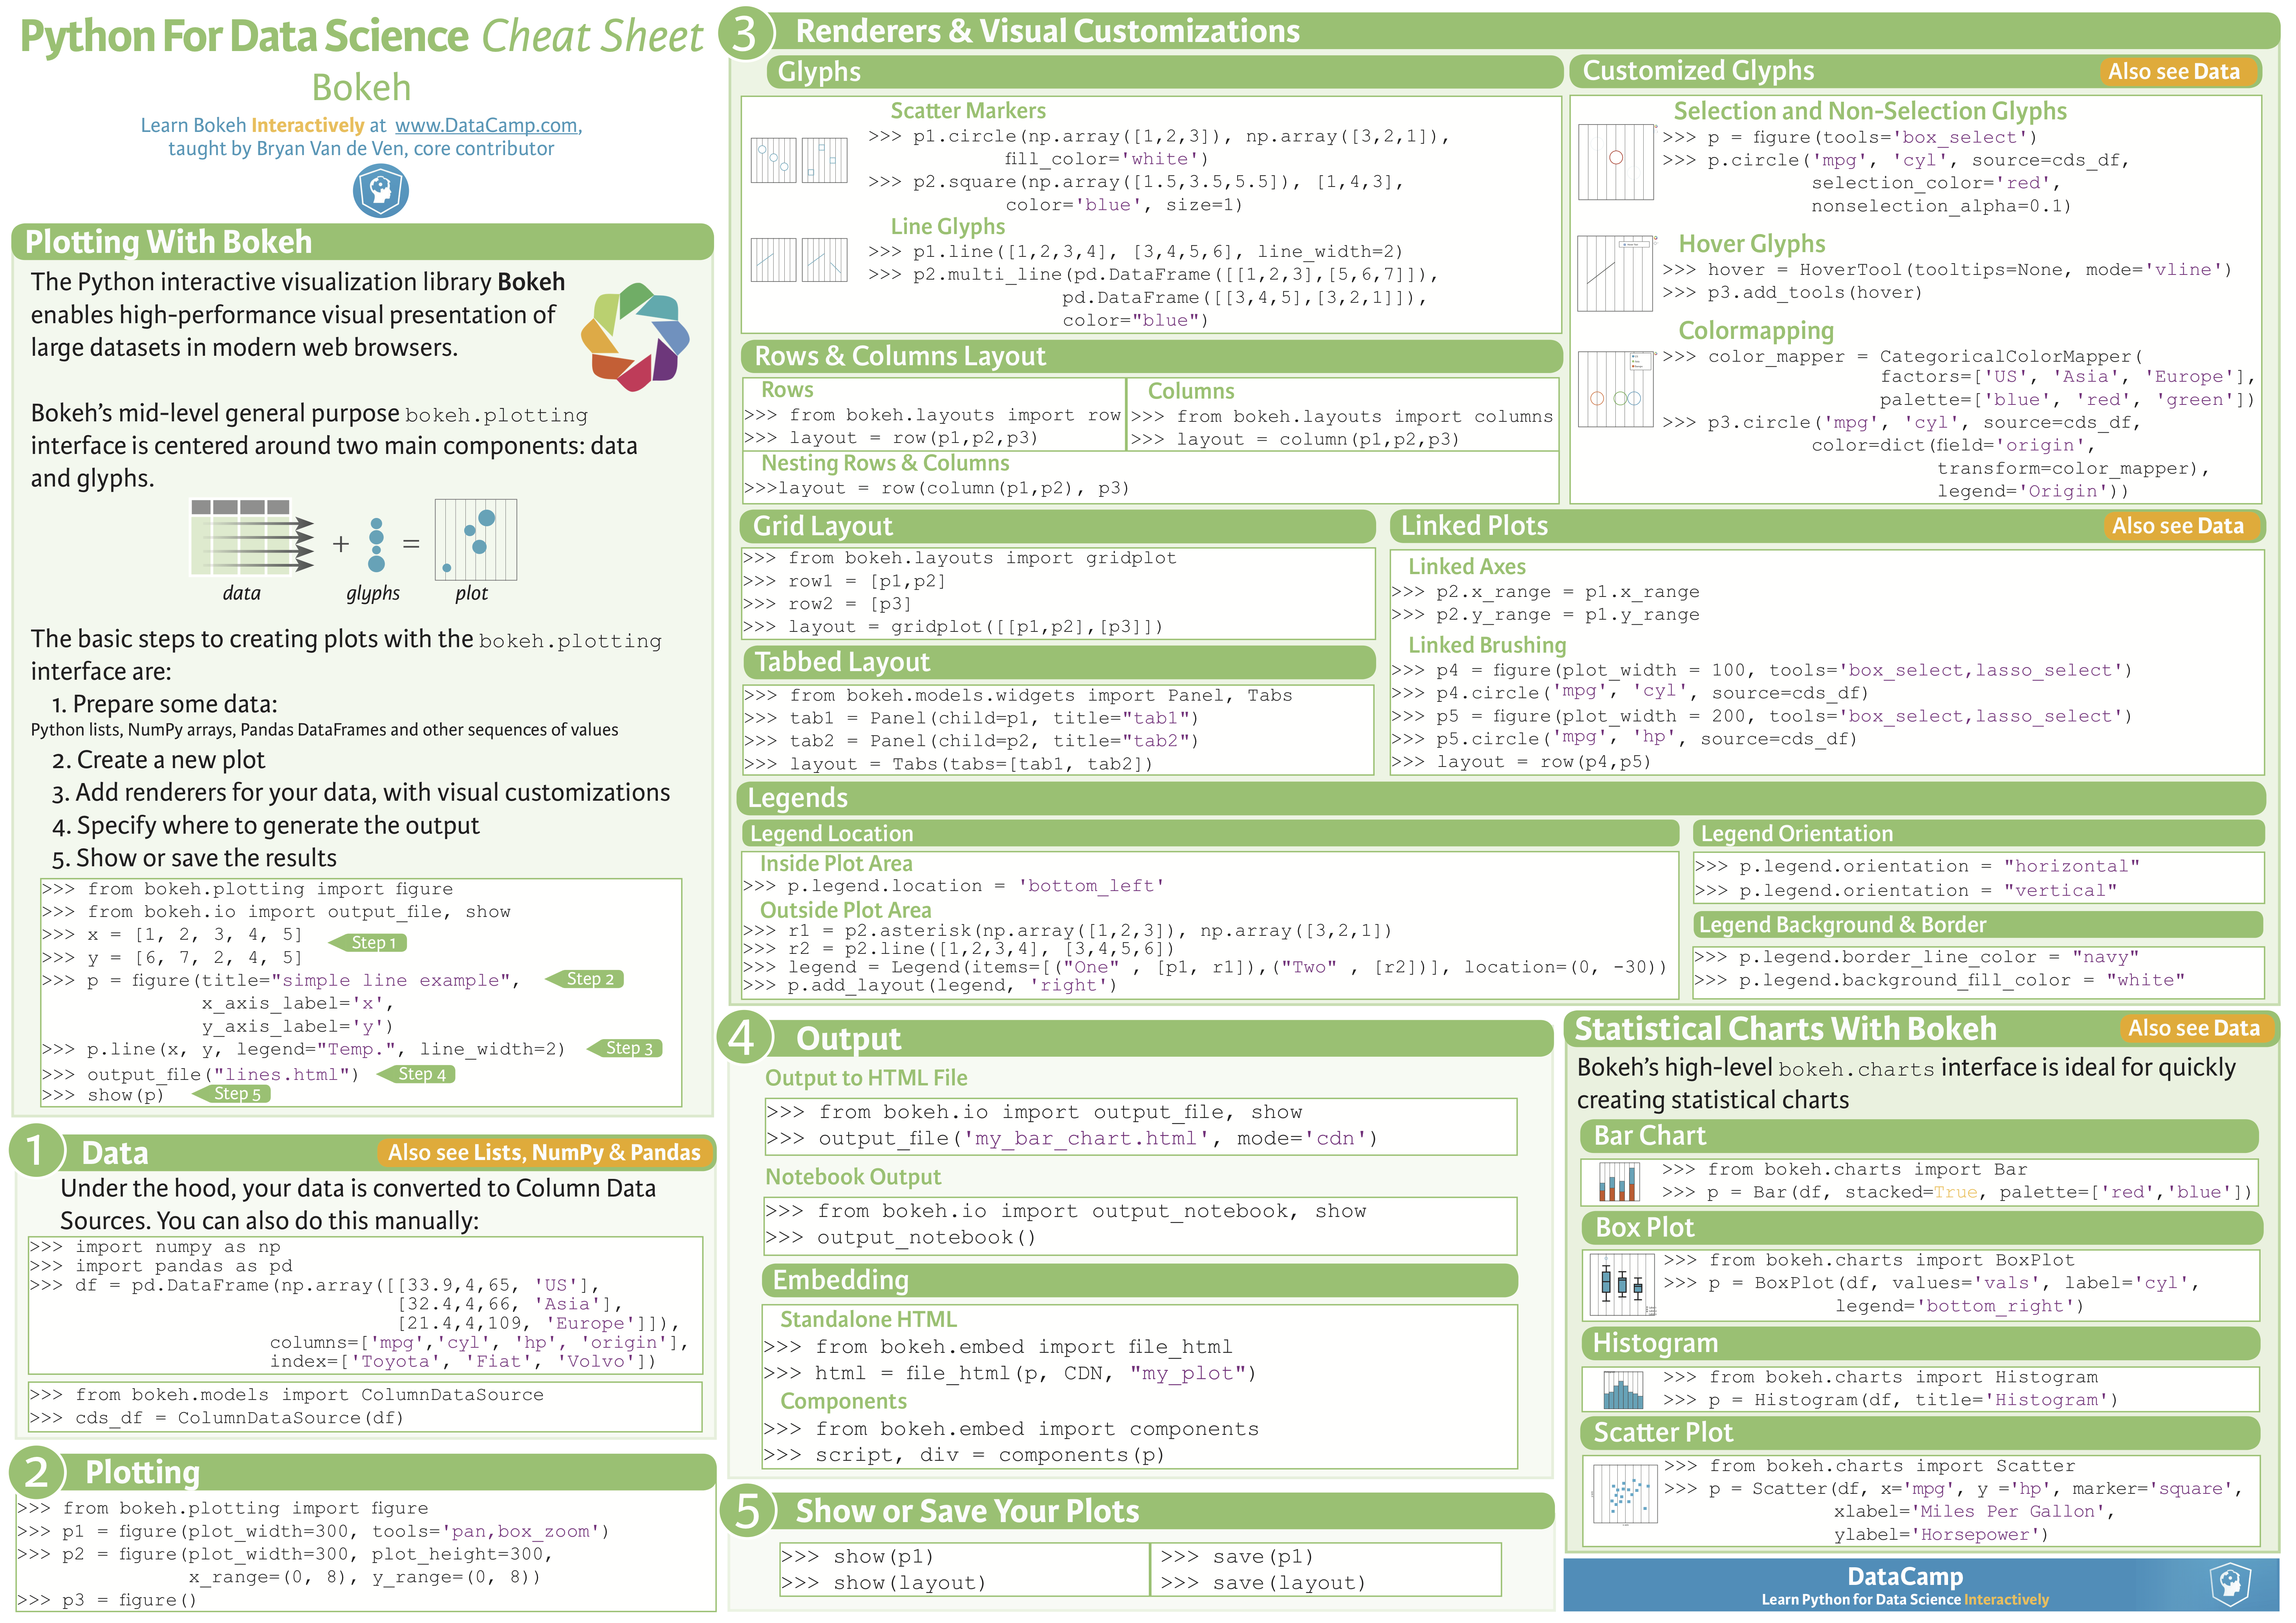 Python For Data Science Cheat Sheet
Bokeh
Learn Bokeh Interactively at www.DataCamp.com,
taught by Bryan Van de Ven, core contributor
Plotting With Bokeh
The Python interactive visualization library Bokeh
enables high-performance visual presentation of
large datasets in modern web browsers.
Bokeh's mid-level general purpose bokeh.plotting
interface is centered around two main components: data
and glyphs.
+ =
data glyphs plot
The basic steps to creating plots with the bokeh.plotting
interface are:
1. Prepare some data:
Python lists, NumPy arrays, Pandas DataFrames and other sequences of values
2. Create a new plot
3. Add renderers for your data, with visual customizations
4. Specify where to generate the output
5. Show or save the results
>>> from bokeh.plotting import figure
>>> from bokeh.io import output_file, show
>>> x = [1, 2, 3, 4, 5] Step 1
>>> y = [6, 7, 2, 4, 5]
>>> p = figure(title="simple line example", Step 2
x_axis_label='x',
y_axis_label='y')
>>> p.line(x, y, legend="Temp.", line_width=2) Step 3
>>> output_file("lines.html") Step 4
>>> show(p) Step 5
1 Data Also see Lists, NumPy & Pandas
Under the hood, your data is converted to Column Data
Sources. You can also do this manually:
>>> import numpy as np
>>> import pandas as pd
>>> df = pd.DataFrame(np.array([[33.9,4,65, 'US'],
[32.4,4,66, 'Asia'],
[21.4,4,109, 'Europe']]),
columns=['mpg','cyl', 'hp', 'origin'],
index=['Toyota', 'Fiat', 'Volvo'])
>>> from bokeh.models import ColumnDataSource
>>> cds_df = ColumnDataSource(df)
2 Plotting
>>> from bokeh.plotting import figure
>>> p1 = figure(plot_width=300, tools='pan,box_zoom')
>>> p2 = figure(plot_width=300, plot_height=300,
x_range=(0, 8), y_range=(0, 8))
>>> p3 = figure()
3 Renderers & Visual Customizations
Glyphs
Scatter Markers
>>> p1.circle(np.array([1,2,3]), np.array([3,2,1]),
fill_color='white')
>>> p2.square(np.array([1.5,3.5,5.5]), [1,4,3],
color='blue', size=1)
Line Glyphs
>>> p1.line([1,2,3,4], [3,4,5,6], line_width=2)
>>> p2.multi_line(pd.DataFrame([[1,2,3],[5,6,7]]),
pd.DataFrame([[3,4,5],[3,2,1]]),
color="blue")
Customized Glyphs Also see Data
Selection and Non-Selection Glyphs
>>> p = figure(tools='box_select')
>>> p.circle('mpg', 'cyl', source=cds_df,
selection_color='red',
nonselection_alpha=0.1)
Hover Glyphs
>>> hover = HoverTool(tooltips=None, mode='vline')
>>> p3.add_tools(hover)
Colormapping
>>> color_mapper = CategoricalColorMapper(
factors=['US', 'Asia', 'Europe'],
palette=['blue', 'red', 'green'])
>>> p3.circle('mpg', 'cyl', source=cds_df,
color=dict(field='origin',
transform=color_mapper),
legend='Origin'))
Rows & Columns Layout
Rows
>>> from bokeh.layouts import row
>>> layout = row(p1,p2,p3)
Columns
>>> from bokeh.layouts import columns
>>> layout = column(p1,p2,p3)
Nesting Rows & Columns
>>>layout = row(column(p1,p2), p3)
Grid Layout
>>> from bokeh.layouts import gridplot
>>> row1 = [p1,p2]
>>> row2 = [p3]
>>> layout = gridplot([[p1,p2],[p3]])
Tabbed Layout
>>> from bokeh.models.widgets import Panel, Tabs
>>> tab1 = Panel(child=p1, title="tab1")
>>> tab2 = Panel(child=p2, title="tab2")
>>> layout = Tabs(tabs=[tab1, tab2])
Linked Plots Also see Data
Linked Axes
>>> p2.x_range = p1.x_range
>>> p2.y_range = p1.y_range
Linked Brushing
>>> p4 = figure(plot_width = 100, tools='box_select,lasso_select')
>>> p4.circle('mpg', 'cyl', source=cds_df)
>>> p5 = figure(plot_width = 200, tools='box_select,lasso_select')
>>> p5.circle('mpg', 'hp', source=cds_df)
>>> layout = row(p4,p5)
Legends
Legend Location
Inside Plot Area
>>> p.legend.location = 'bottom_left'
Outside Plot Area
>>> r1 = p2.asterisk(np.array([1,2,3]), np.array([3,2,1])
>>> r2 = p2.line([1,2,3,4], [3,4,5,6])
>>> legend = Legend(items=[("One" , [p1, r1]),("Two" , [r2])], location=(0, -30))
>>> p.add_layout(legend, 'right')
Legend Orientation
>>> p.legend.orientation = "horizontal"
>>> p.legend.orientation = "vertical"
Legend Background & Border
>>> p.legend.border_line_color = "navy"
>>> p.legend.background_fill_color = "white"
4 Output
Output to HTML File
>>> from bokeh.io import output_file, show
>>> output_file('my_bar_chart.html', mode='cdn')
Notebook Output
>>> from bokeh.io import output_notebook, show
>>> output_notebook()
Embedding
Standalone HTML
>>> from bokeh.embed import file_html
>>> html = file_html(p, CDN, "my_plot")
Components
>>> from bokeh.embed import components
>>> script, div = components(p)
5 Show or Save Your Plots
>>> show(p1)
>>> show(layout)
>>> save(p1)
>>> save(layout)
Statistical Charts With Bokeh Also see Data
Bokeh's high-level bokeh.charts interface is ideal for quickly
creating statistical charts
Bar Chart
>>> from bokeh.charts import Bar
>>> p = Bar(df, stacked=True, palette=['red','blue'])
Box Plot
>>> from bokeh.charts import BoxPlot
>>> p = BoxPlot(df, values='vals', label='cyl',
legend='bottom_right')
Histogram
>>> from bokeh.charts import Histogram
>>> p = Histogram(df, title='Histogram')
Scatter Plot
>>> from bokeh.charts import Scatter
>>> p = Scatter(df, x='mpg', y ='hp', marker='square',
xlabel='Miles Per Gallon',
ylabel='Horsepower')
DataCamp
Learn Python for Data Science Interactively